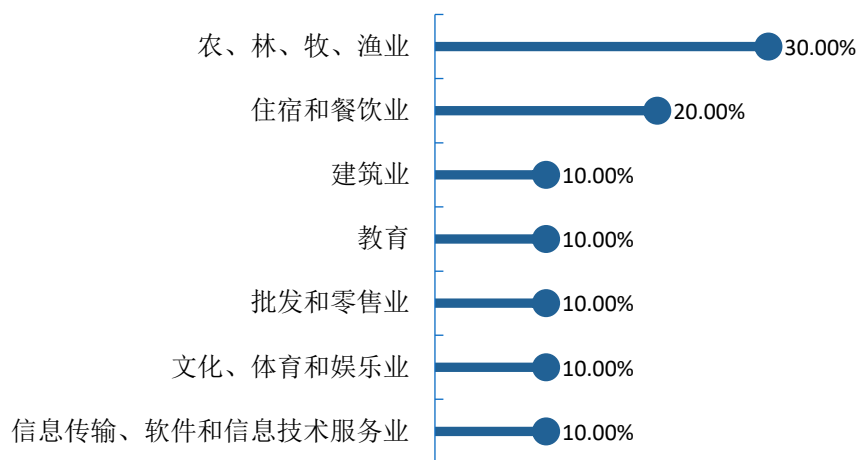 农、林、牧、渔业 30.00%
住宿和餐饮业 20.00%
建筑业 10.00%
教育 10.00%
批发和零售业 10.00%
文化、体育和娱乐业 10.00%
信息传输、软件和信息技术服务业 10.00%